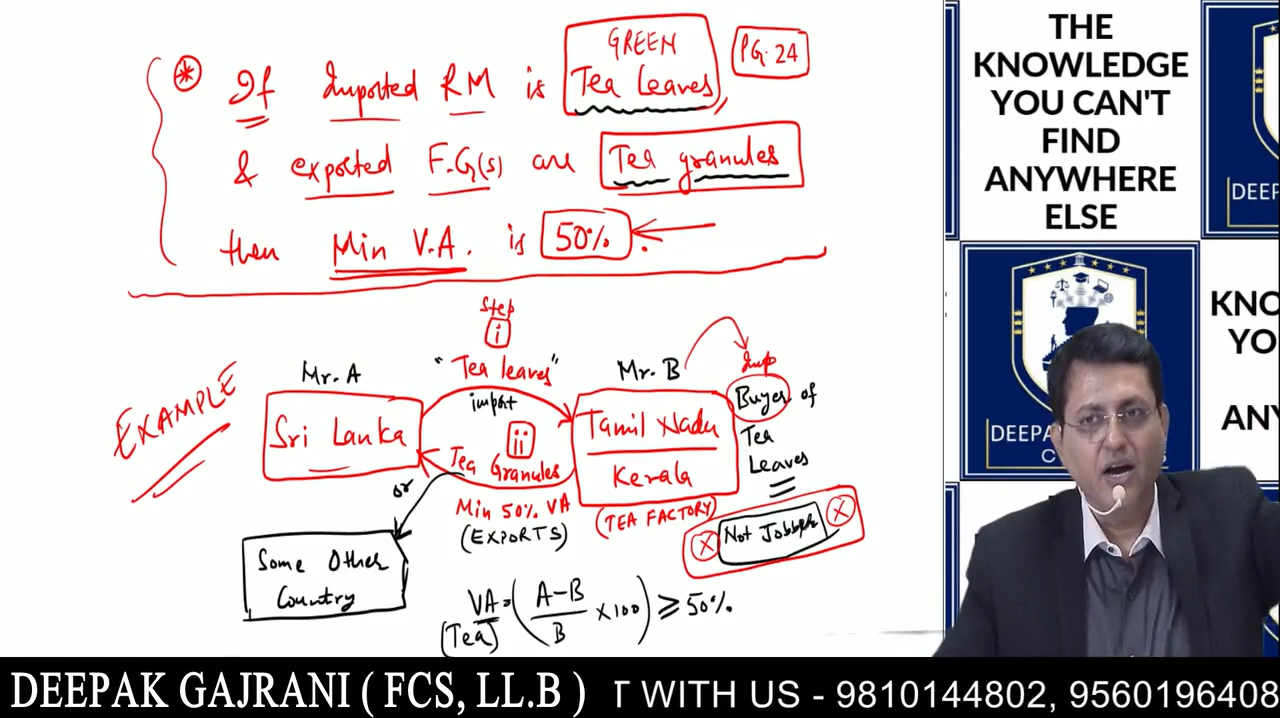 GREEN
PG. 24
* If Imported RM is Tea Leaves
& exported F.G(s) are Tea granules
then Min V.A. is 50%.
Step
i
Mr. A
"Tea leaves"
Mr. B
Imp
EXAMPLE
Sri Lanka
import
Tamil Nadu
Buyer of
ii
Tea
Tea Granules
Kerala
Leaves
or
Min 50% VA
(TEA FACTORY)
X Not Jobber X
(EXPORTS)
Some Other
Country
VA = (A-B / B × 100) ≥ 50%
[Tea]
THE
KNOWLEDGE
YOU CAN'T
FIND
ANYWHERE
ELSE
DEEP
KNO
YO
ANY
DEEPA
C
S
DEEPAK GAJRANI ( FCS, LL.B )
T WITH US - 9810144802, 9560196408